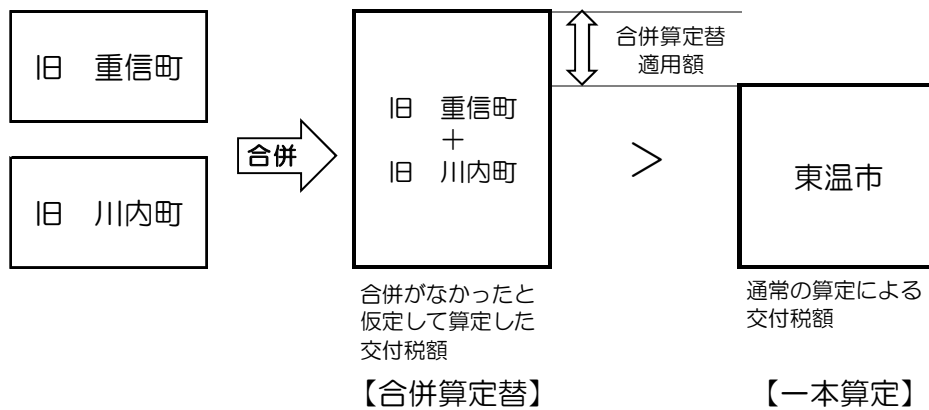 旧　重信町
旧　川内町
合併
旧　重信町
＋
旧　川内町
合併がなかったと
仮定して算定した
交付税額
【合併算定替】
合併算定替
適用額
＞
東温市
通常の算定による
交付税額
【一本算定】